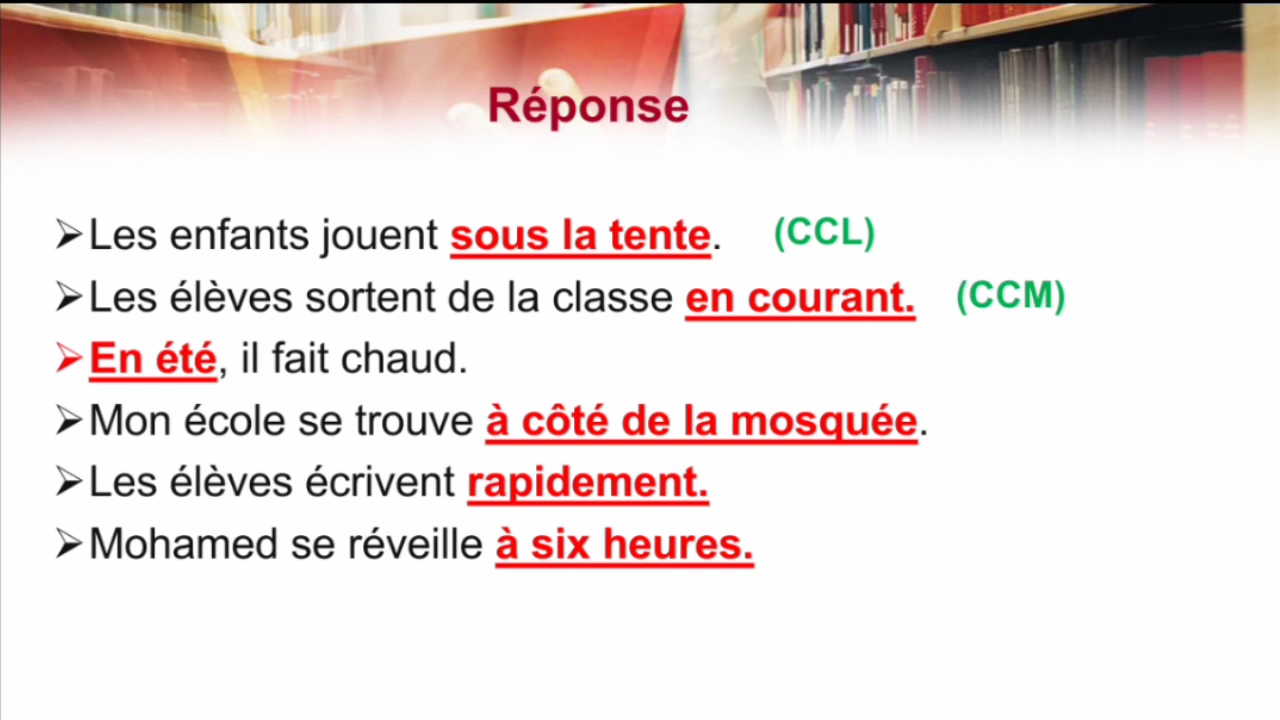 Réponse
➢Les enfants jouent sous la tente. (CCL)
➢Les élèves sortent de la classe en courant. (CCM)
➢En été, il fait chaud.
➢Mon école se trouve à côté de la mosquée.
➢Les élèves écrivent rapidement.
➢Mohamed se réveille à six heures.